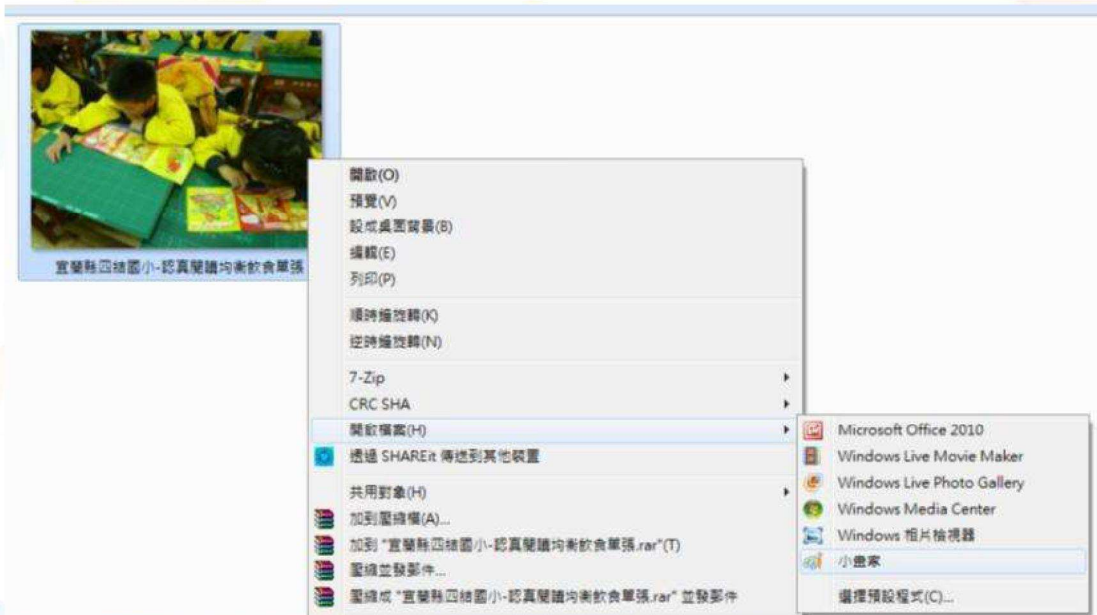 宜蘭縣四結國小-認真閱讀均衡飲食單張
開啟(O)
預覽(V)
設成桌面背景(B)
編輯(E)
列印(P)
順時鐘旋轉(K)
逆時鐘旋轉(N)
7-Zip
CRC SHA
開啟檔案(H)
透過 SHAREit 傳送到其他裝置
共用對象(H)
加到壓縮檔(A)...
加到 "宜蘭縣四結國小-認真閱讀均衡飲食單張.rar"(T)
壓縮並發郵件...
壓縮成 "宜蘭縣四結國小-認真閱讀均衡飲食單張.rar" 並發郵件
Microsoft Office 2010
Windows Live Movie Maker
Windows Live Photo Gallery
Windows Media Center
Windows 相片檢視器
小畫家
選擇預設程式(C)...